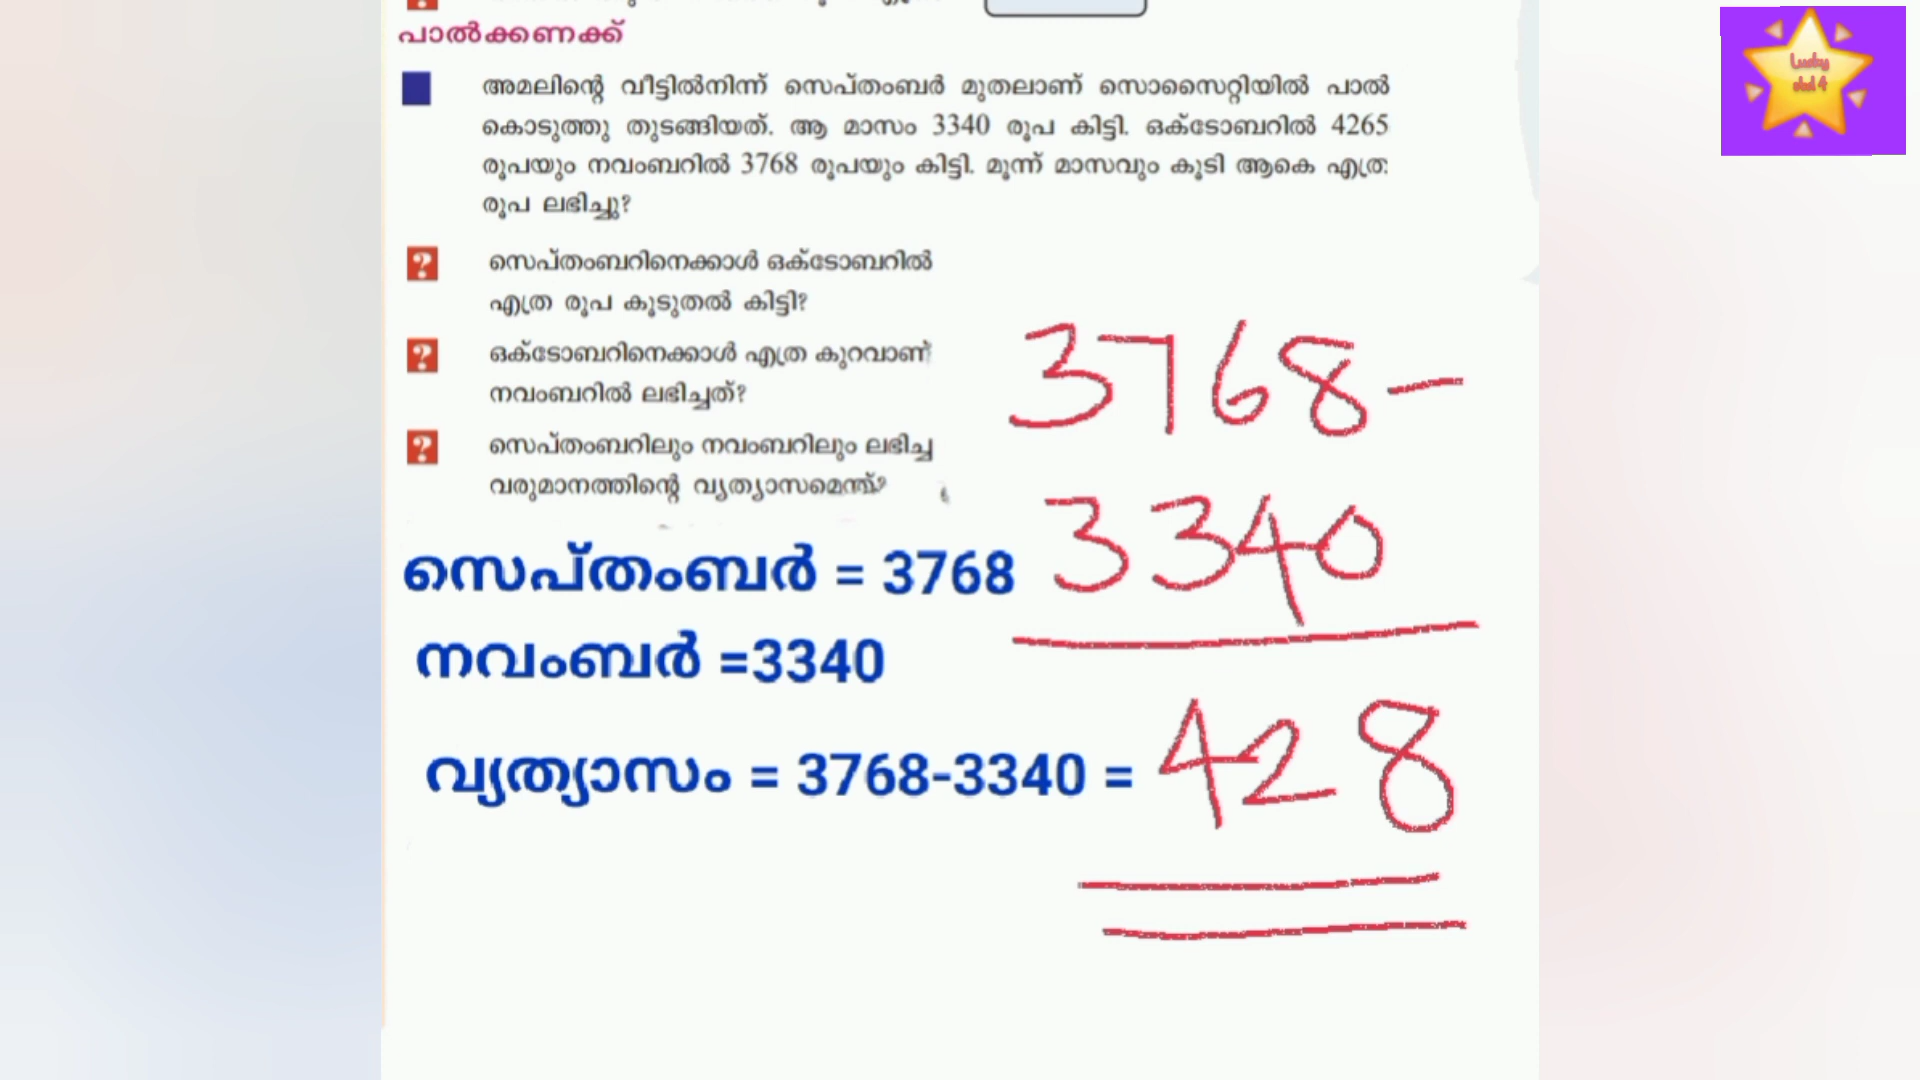 പാൽക്കണക്ക്
അമലിന്റെ വീട്ടിൽനിന്ന് സെപ്തംബർ മുതലാണ് സൊസൈറ്റിയിൽ പാൽ
കൊടുത്തു തുടങ്ങിയത്. ആ മാസം 3340 രൂപ കിട്ടി. ഒക്ടോബറിൽ 4265
രൂപയും നവംബറിൽ 3768 രൂപയും കിട്ടി. മൂന്ന് മാസവും കൂടി ആകെ എത്ര
രൂപ ലഭിച്ചു?
? സെപ്തംബറിനെക്കാൾ ഒക്ടോബറിൽ
എത്ര രൂപ കൂടുതൽ കിട്ടി?
? ഒക്ടോബറിനെക്കാൾ എത്ര കുറവാണ്
നവംബറിൽ ലഭിച്ചത്?
? സെപ്തംബറിലും നവംബറിലും ലഭിച്ച
വരുമാനത്തിന്റെ വ്യത്യാസമെന്ത്?
സെപ്തംബർ = 3768
നവംബർ =3340
വ്യത്യാസം = 3768-3340 =
3768-
3340
428
Lucky